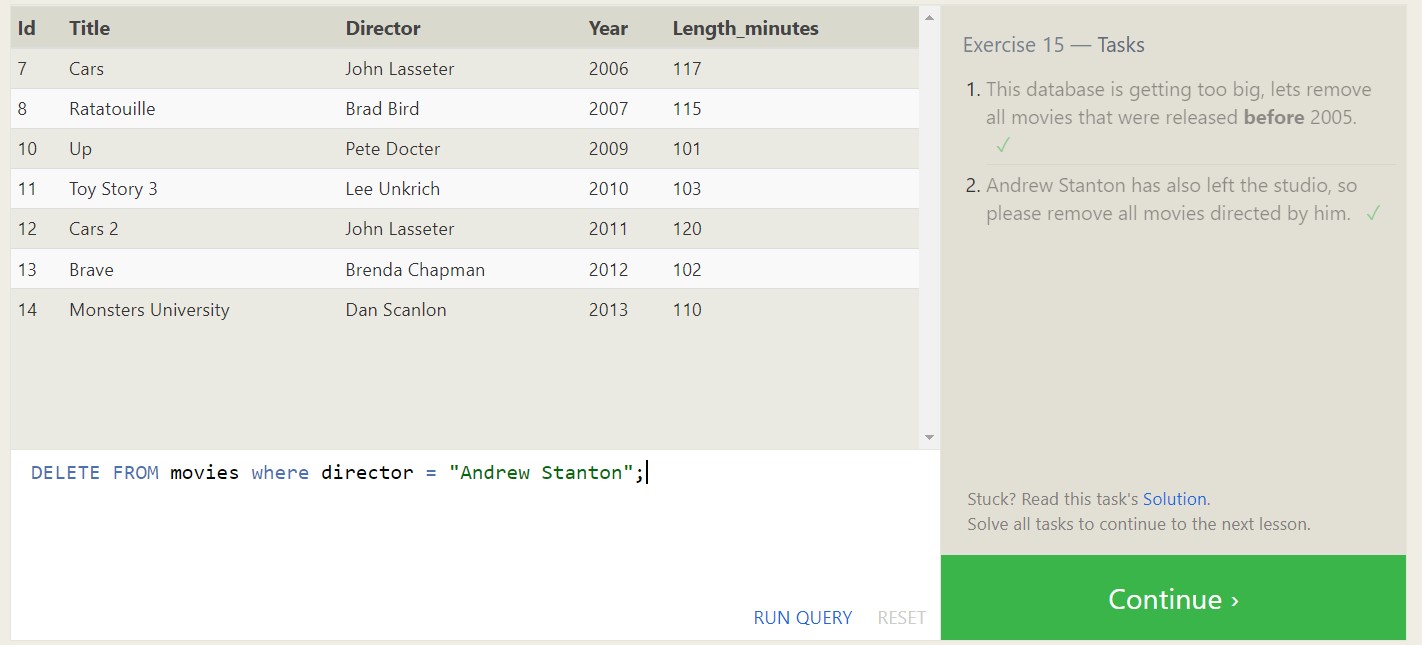 Id Title Director Year Length_minutes
7 Cars John Lasseter 2006 117
8 Ratatouille Brad Bird 2007 115
10 Up Pete Docter 2009 101
11 Toy Story 3 Lee Unkrich 2010 103
12 Cars 2 John Lasseter 2011 120
13 Brave Brenda Chapman 2012 102
14 Monsters University Dan Scanlon 2013 110
DELETE FROM movies where director = "Andrew Stanton";
RUN QUERY RESET
Exercise 15 — Tasks
1. This database is getting too big, lets remove
all movies that were released before 2005.
✓
2. Andrew Stanton has also left the studio, so
please remove all movies directed by him. ✓
Stuck? Read this task's Solution.
Solve all tasks to continue to the next lesson.
Continue ›